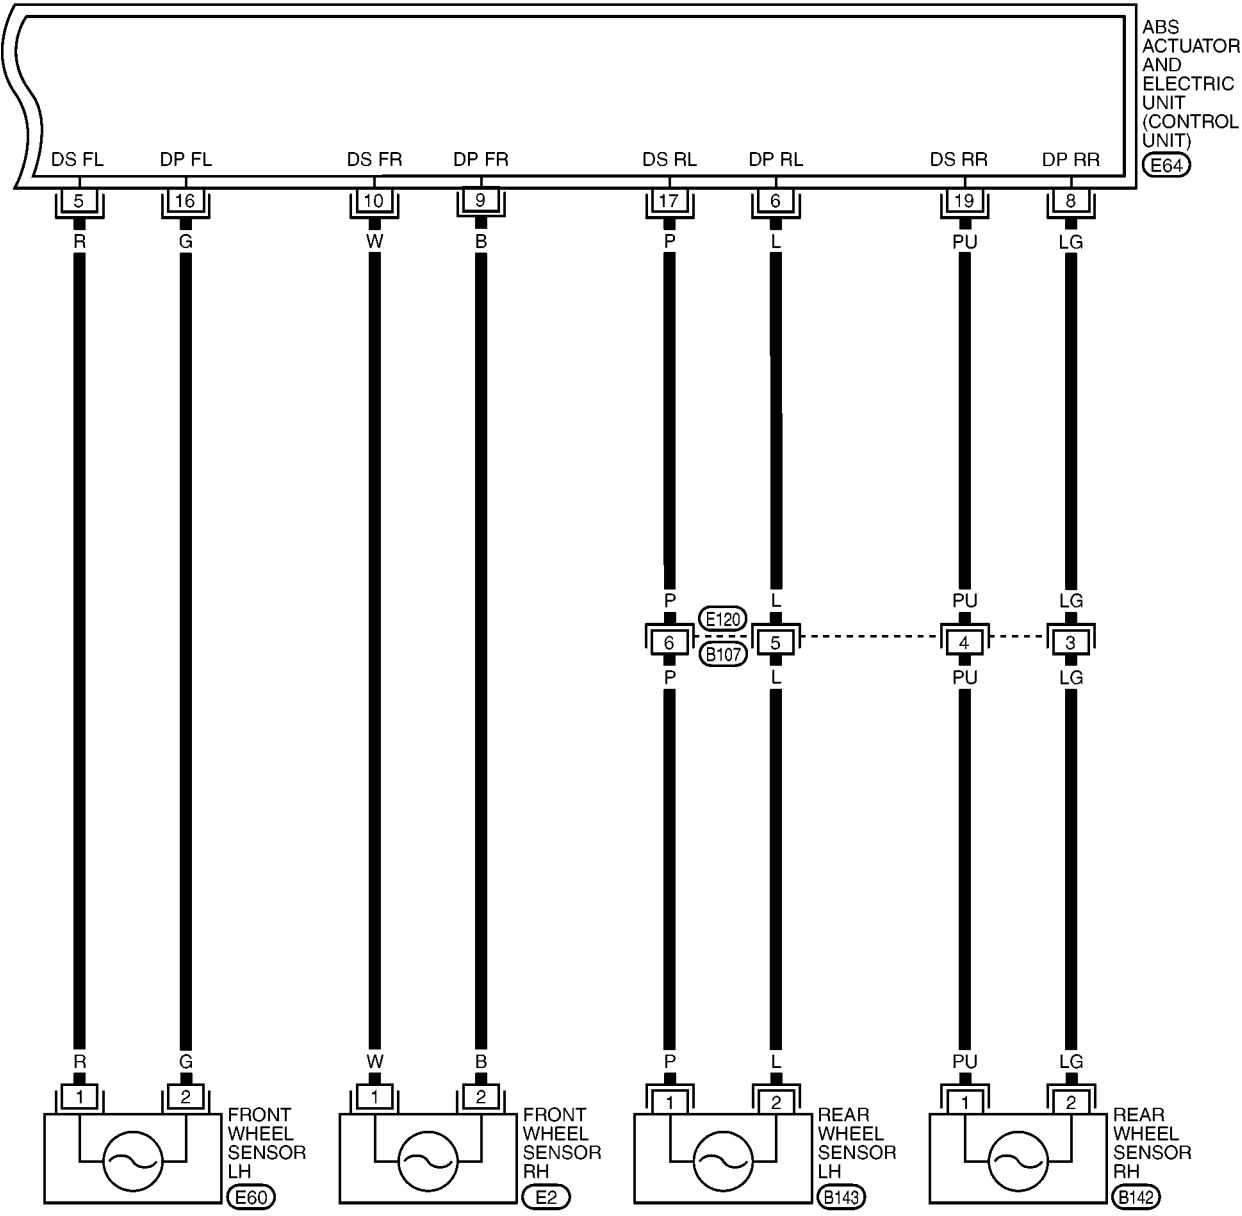 ABS
ACTUATOR
AND
ELECTRIC
UNIT
(CONTROL
UNIT)
E64
DS FL DP FL DS FR DP FR DS RL DP RL DS RR DP RR
5 16 10 9 17 6 19 8
R G W B P L PU LG
P L PU LG
E120
6 5 4 3
B107
P L PU LG
R G W B P L PU LG
1 2 1 2 1 2 1 2
FRONT
WHEEL
SENSOR
LH
E60
FRONT
WHEEL
SENSOR
RH
E2
REAR
WHEEL
SENSOR
LH
B143
REAR
WHEEL
SENSOR
RH
B142